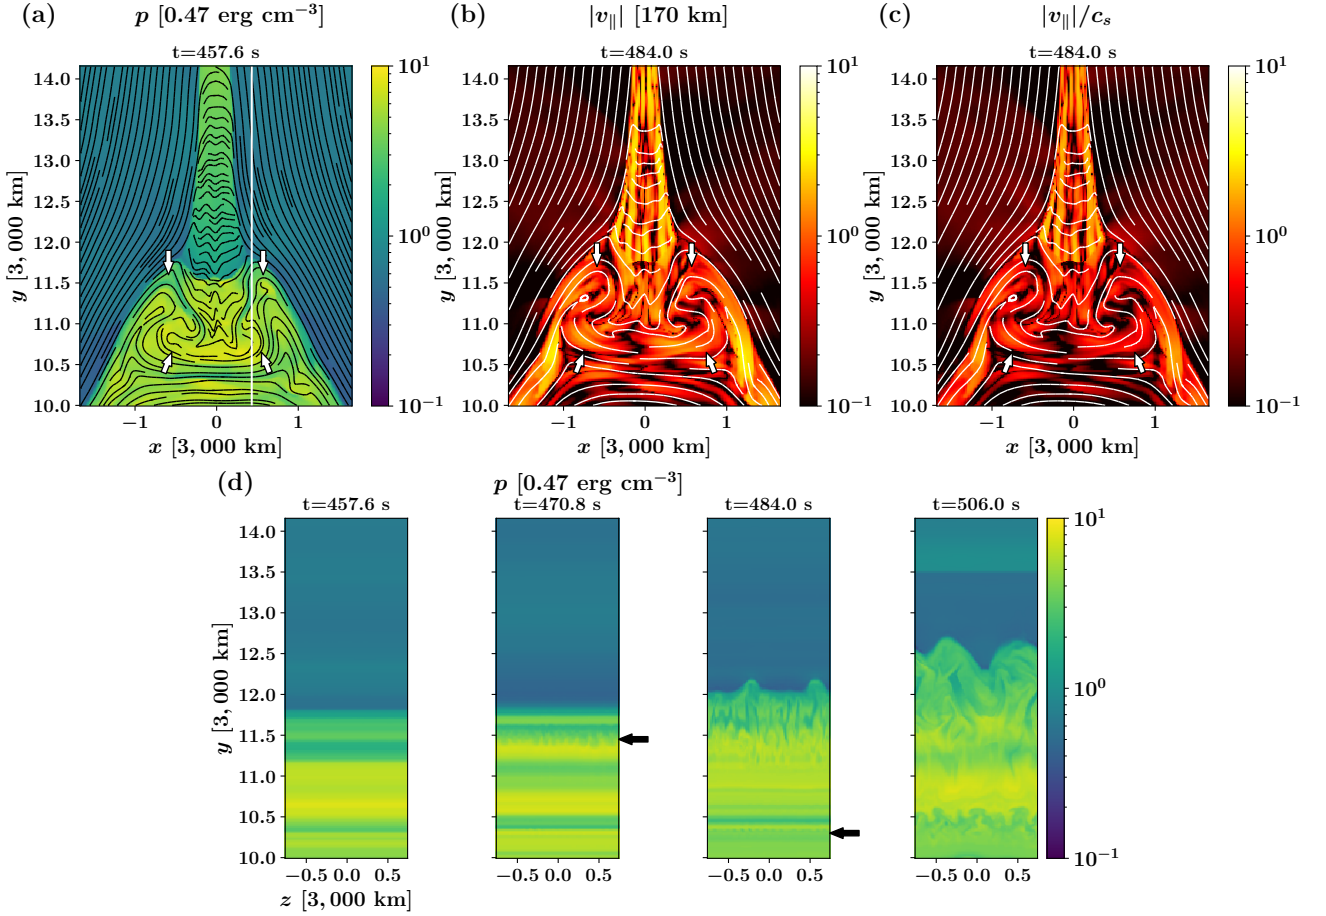 (a)
p [0.47 erg cm⁻³]
t=457.6 s
14.0
13.5
13.0
12.5
12.0
11.5
11.0
10.5
10.0
y [3,000 km]
−1
0
1
x [3,000 km]
10¹
10⁰
10⁻¹
(b)
|v∥| [170 km]
t=484.0 s
14.0
13.5
13.0
12.5
12.0
11.5
11.0
10.5
10.0
y [3,000 km]
−1
0
1
x [3,000 km]
10¹
10⁰
10⁻¹
(c)
|v∥|/cₛ
t=484.0 s
14.0
13.5
13.0
12.5
12.0
11.5
11.0
10.5
10.0
y [3,000 km]
−1
0
1
x [3,000 km]
10¹
10⁰
10⁻¹
(d)
p [0.47 erg cm⁻³]
t=457.6 s
t=470.8 s
t=484.0 s
t=506.0 s
14.0
13.5
13.0
12.5
12.0
11.5
11.0
10.5
10.0
y [3,000 km]
−0.5 0.0 0.5
−0.5 0.0 0.5
−0.5 0.0 0.5
−0.5 0.0 0.5
z [3,000 km]
10¹
10⁰
10⁻¹